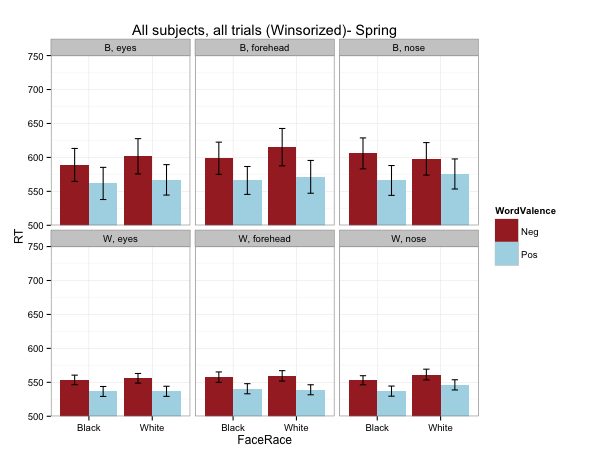 All subjects, all trials (Winsorized)- Spring
B, eyes
B, forehead
B, nose
750
700
650
600
550
500
W, eyes
W, forehead
W, nose
750
700
650
600
550
500
RT
Black
White
Black
White
Black
White
FaceRace
WordValence
Neg
Pos